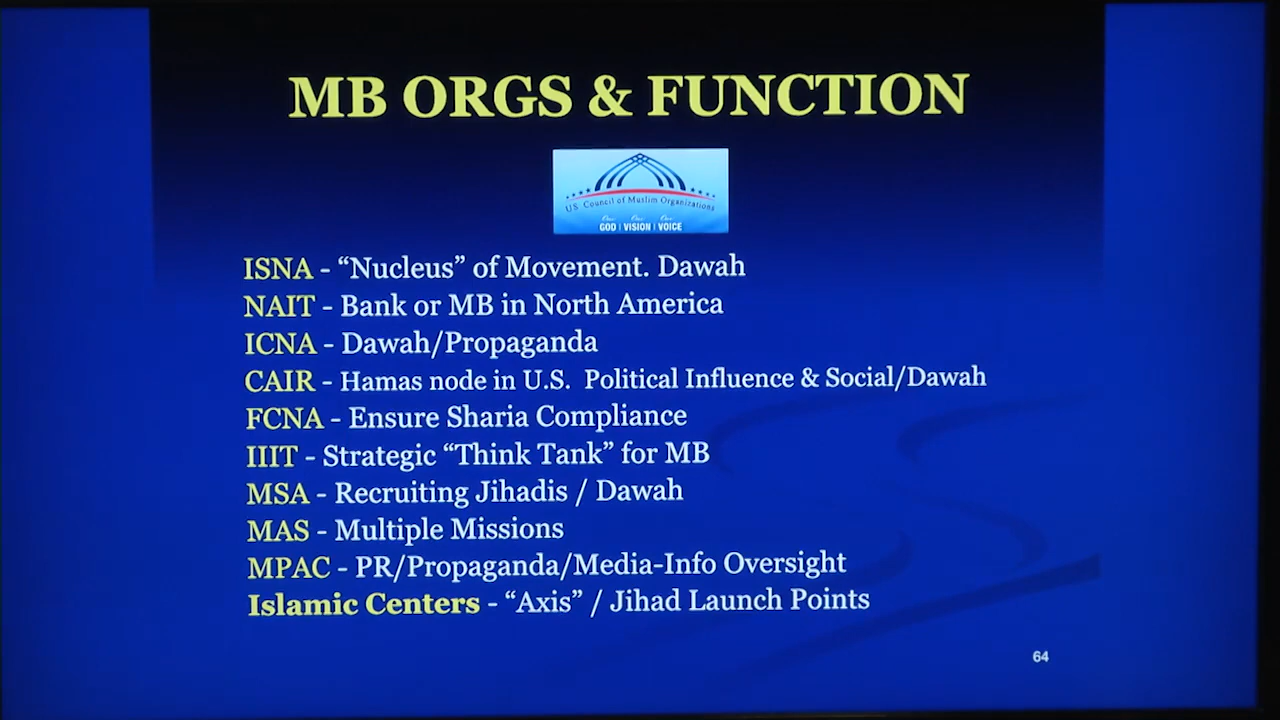 MB ORGS & FUNCTION
U.S. Council of Muslim Organizations
One One One
GOD | VISION | VOICE
ISNA - “Nucleus” of Movement. Dawah
NAIT - Bank or MB in North America
ICNA - Dawah/Propaganda
CAIR - Hamas node in U.S. Political Influence & Social/Dawah
FCNA - Ensure Sharia Compliance
IIIT - Strategic “Think Tank” for MB
MSA - Recruiting Jihadis / Dawah
MAS - Multiple Missions
MPAC - PR/Propaganda/Media-Info Oversight
Islamic Centers - “Axis” / Jihad Launch Points
64